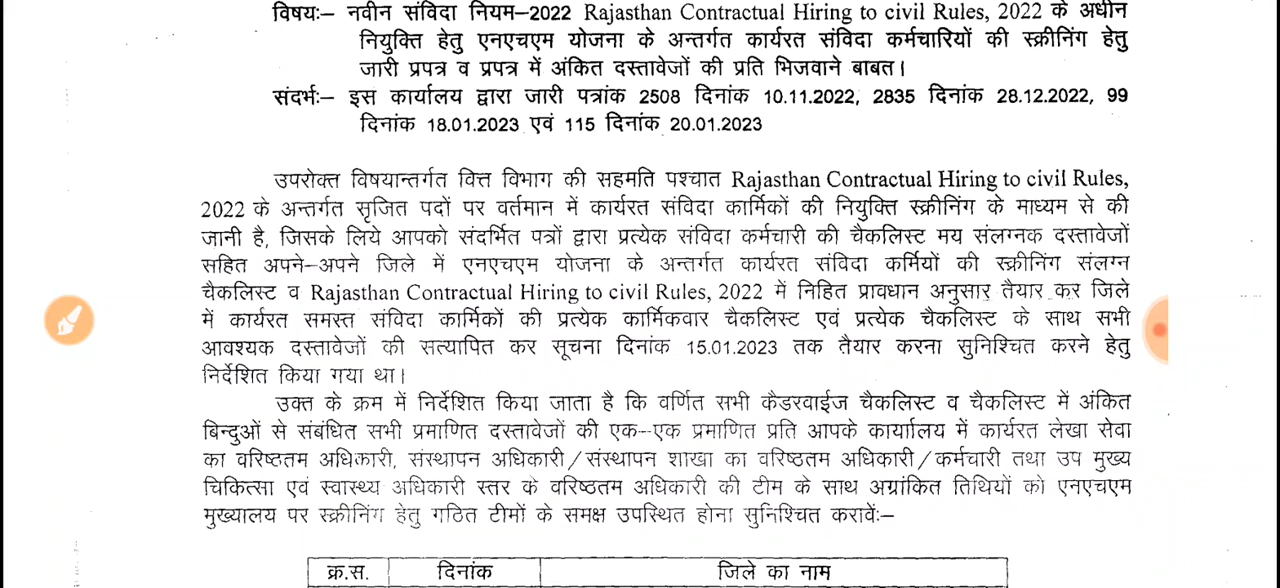 विषयः– नवीन संविदा नियम–2022 Rajasthan Contractual Hiring to civil Rules, 2022 के अधीन
नियुक्ति हेतु एनएचएम योजना के अन्तर्गत कार्यरत संविदा कर्मचारियों की स्क्रीनिंग हेतु
जारी प्रपत्र व प्रपत्र में अंकित दस्तावेजों की प्रति भिजवाने बाबत।
संदर्भः– इस कार्यालय द्वारा जारी पत्रांक 2508 दिनांक 10.11.2022, 2835 दिनांक 28.12.2022, 99
दिनांक 18.01.2023 एवं 115 दिनांक 20.01.2023
उपरोक्त विषयान्तर्गत वित्त विभाग की सहमति पश्चात Rajasthan Contractual Hiring to civil Rules,
2022 के अन्तर्गत सृजित पदों पर वर्तमान में कार्यरत संविदा कार्मिकों की नियुक्ति स्क्रीनिंग के माध्यम से की
जानी है, जिसके लिये आपको संदर्भित पत्रों द्वारा प्रत्येक संविदा कर्मचारी की चैकलिस्ट मय संलग्नक दस्तावेजों
सहित अपने–अपने जिले में एनएचएम योजना के अन्तर्गत कार्यरत संविदा कर्मियों की स्क्रीनिंग संलग्न
चैकलिस्ट व Rajasthan Contractual Hiring to civil Rules, 2022 में निहित प्रावधान अनुसार तैयार कर जिले
में कार्यरत समस्त संविदा कार्मिकों की प्रत्येक कार्मिकवार चैकलिस्ट एवं प्रत्येक चैकलिस्ट के साथ सभी
आवश्यक दस्तावेजों की सत्यापित कर सूचना दिनांक 15.01.2023 तक तैयार करना सुनिश्चित करने हेतु
निर्देशित किया गया था।
उक्त के क्रम में निर्देशित किया जाता है कि वर्णित सभी कैडरवाईज चैकलिस्ट व चैकलिस्ट में अंकित
बिन्दुओं से संबंधित सभी प्रमाणित दस्तावेजों की एक–एक प्रमाणित प्रति आपके कार्याालय में कार्यरत लेखा सेवा
का वरिष्ठतम अधिकारी, संस्थापन अधिकारी/संस्थापन शाखा का वरिष्ठतम अधिकारी/कर्मचारी तथा उप मुख्य
चिकित्सा एवं स्वास्थ्य अधिकारी स्तर के वरिष्ठतम अधिकारी की टीम के साथ अग्रांकित तिथियों को एनएचएम
मुख्यालय पर स्क्रीनिंग हेतु गठित टीमों के समक्ष उपस्थित होना सुनिश्चित करावेंः–
क्र.स. दिनांक जिले का नाम